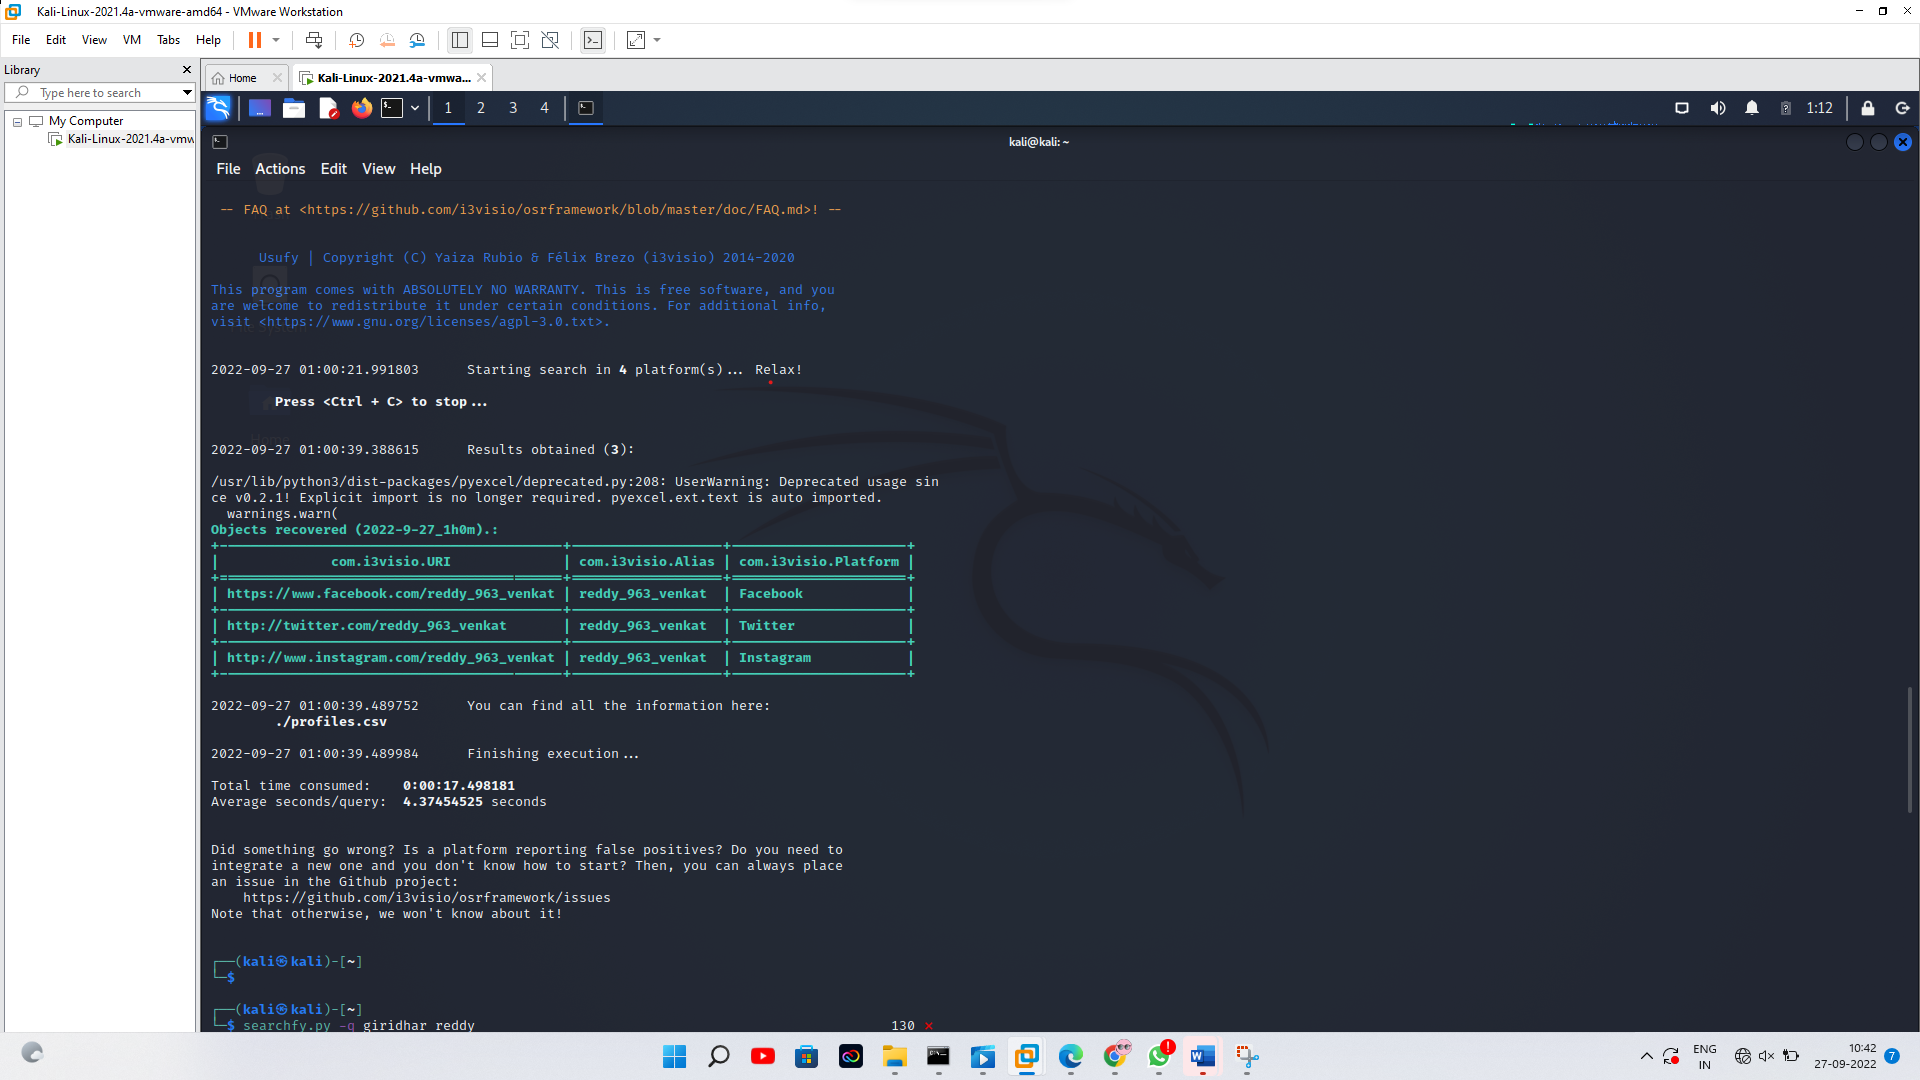 Kali-Linux-2021.4a-vmware-amd64 - VMware Workstation
File Edit View VM Tabs Help
Library
Type here to search
My Computer
Kali-Linux-2021.4a-vmw
Home
Kali-Linux-2021.4a-vmwa...
1 2 3 4
1:12
kali@kali: ~
File Actions Edit View Help
-- FAQ at <https://github.com/i3visio/osrframework/blob/master/doc/FAQ.md>! --
Usufy | Copyright (C) Yaiza Rubio & Félix Brezo (i3visio) 2014-2020
This program comes with ABSOLUTELY NO WARRANTY. This is free software, and you
are welcome to redistribute it under certain conditions. For additional info,
visit <https://www.gnu.org/licenses/agpl-3.0.txt>.
2022-09-27 01:00:21.991803 Starting search in 4 platform(s)... Relax!
Press <Ctrl + C> to stop...
2022-09-27 01:00:39.388615 Results obtained (3):
/usr/lib/python3/dist-packages/pyexcel/deprecated.py:208: UserWarning: Deprecated usage sin
ce v0.2.1! Explicit import is no longer required. pyexcel.ext.text is auto imported.
warnings.warn(
Objects recovered (2022-9-27_1h0m).:
com.i3visio.URI | com.i3visio.Alias | com.i3visio.Platform |
| https://www.facebook.com/reddy_963_venkat | reddy_963_venkat | Facebook |
| http://twitter.com/reddy_963_venkat | reddy_963_venkat | Twitter |
| http://www.instagram.com/reddy_963_venkat | reddy_963_venkat | Instagram |
2022-09-27 01:00:39.489752 You can find all the information here:
./profiles.csv
2022-09-27 01:00:39.489984 Finishing execution...
Total time consumed: 0:00:17.498181
Average seconds/query: 4.37454525 seconds
Did something go wrong? Is a platform reporting false positives? Do you need to
integrate a new one and you don't know how to start? Then, you can always place
an issue in the Github project:
https://github.com/i3visio/osrframework/issues
Note that otherwise, we won't know about it!
┌──(kali㉿kali)-[~]
└─$
┌──(kali㉿kali)-[~]
└─$ searchfy.py -q giridhar reddy 130 ⨯
ENG
IN
10:42
27-09-2022
7